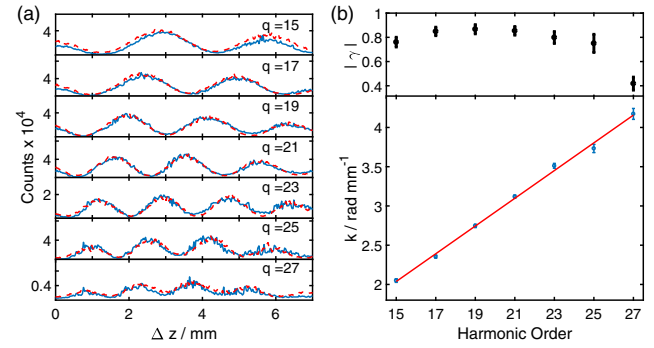 (a)
(b)
q =15
4
q =17
4
q =19
4
q =21
4
q =23
2
q =25
4
q =27
0.4
Counts x 10^4
0 2 4 6
Δ z / mm
1
0.8
0.6
0.4
| γ |
4
3.5
3
2.5
2
k / rad mm^-1
15 17 19 21 23 25 27
Harmonic Order